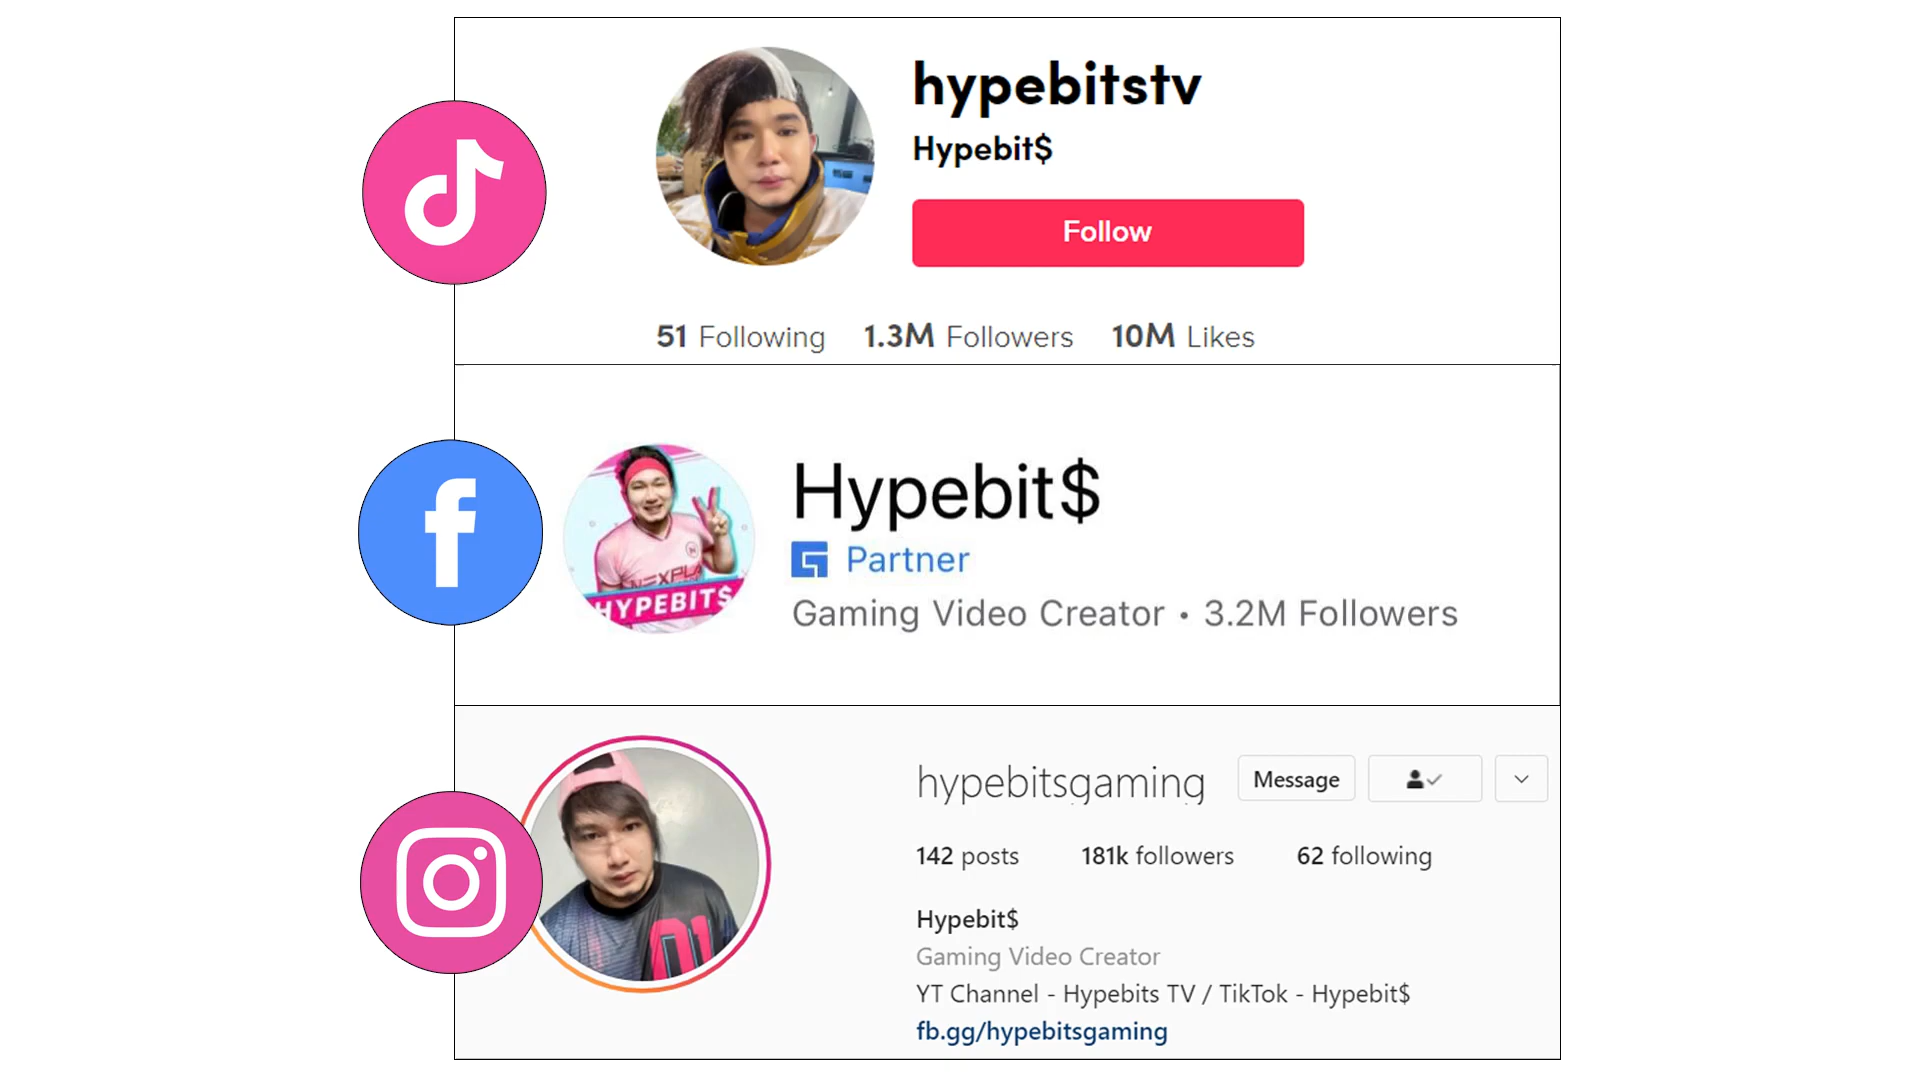 hypebitstv
Hypebit$
Follow
51 Following 1.3M Followers 10M Likes
Hypebit$
Partner
Gaming Video Creator • 3.2M Followers
HYPEBIT$
hypebitsgaming Message
142 posts 181k followers 62 following
Hypebit$
Gaming Video Creator
YT Channel - Hypebits TV / TikTok - Hypebit$
fb.gg/hypebitsgaming